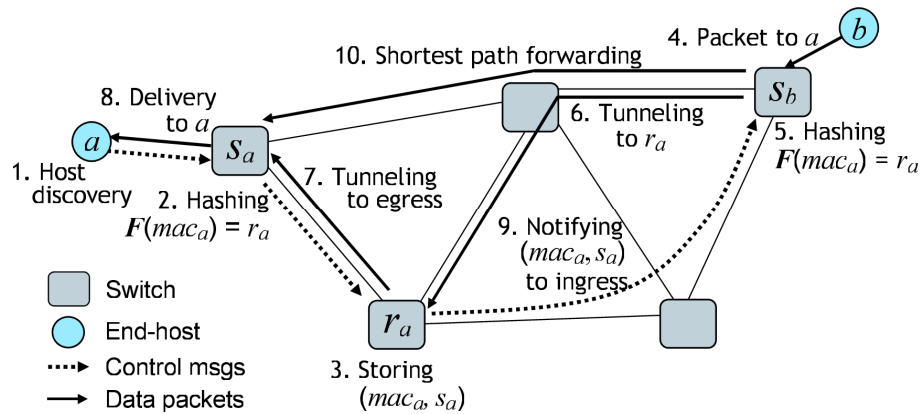 10. Shortest path forwarding
4. Packet to a
b
8. Delivery
to a
s_b
6. Tunneling
to r_a
a
s_a
5. Hashing
F(mac_a) = r_a
1. Host
discovery
7. Tunneling
to egress
2. Hashing
F(mac_a) = r_a
9. Notifying
(mac_a, s_a)
to ingress
Switch
r_a
End-host
Control msgs
3. Storing
(mac_a, s_a)
Data packets